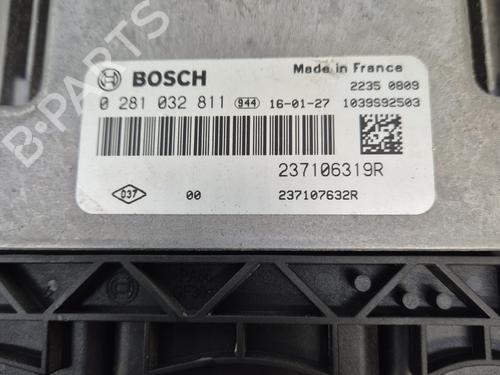 B-PARTS
BOSCH
Made in France
2235 0809
0 281 032 811 944 16-01-27 1039S92503
237106319R
037 00 237107632R